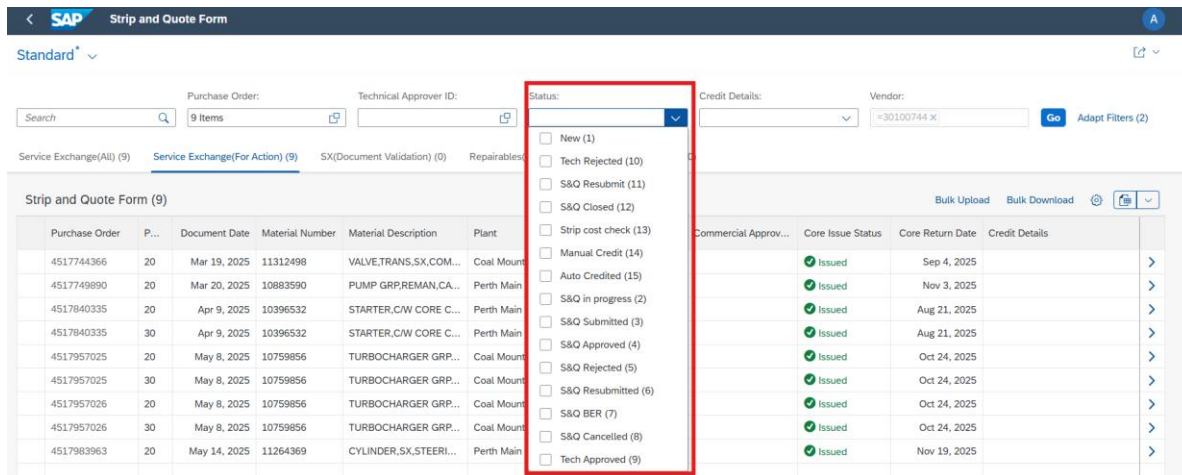 SAP Strip and Quote Form A
Standard*
Purchase Order: Technical Approver ID: Status: Credit Details: Vendor:
Search 9 Items =30100744 Go Adapt Filters (2)
Service Exchange(All) (9) Service Exchange(For Action) (9) SX(Document Validation) (0) Repairables(
Strip and Quote Form (9) Bulk Upload Bulk Download
Purchase Order P... Document Date Material Number Material Description Plant Commercial Approv... Core Issue Status Core Return Date Credit Details
4517744366 20 Mar 19, 2025 11312498 VALVE,TRANS,SX,COM... Coal Mount Issued Sep 4, 2025
4517749890 20 Mar 20, 2025 10883590 PUMP GRP,REMAN,CA... Perth Main Issued Nov 3, 2025
4517840335 20 Apr 9, 2025 10396532 STARTER,C/W CORE C... Perth Main Issued Aug 21, 2025
4517840335 30 Apr 9, 2025 10396532 STARTER,C/W CORE C... Perth Main Issued Aug 21, 2025
4517957025 20 May 8, 2025 10759856 TURBOCHARGER GRP... Coal Mount Issued Oct 24, 2025
4517957025 30 May 8, 2025 10759856 TURBOCHARGER GRP... Coal Mount Issued Oct 24, 2025
4517957026 20 May 8, 2025 10759856 TURBOCHARGER GRP... Coal Mount Issued Oct 24, 2025
4517957026 30 May 8, 2025 10759856 TURBOCHARGER GRP... Coal Mount Issued Oct 24, 2025
4517983963 20 May 14, 2025 11264369 CYLINDER,SX,STEERI... Perth Main Issued Nov 19, 2025
New (1)
Tech Rejected (10)
S&Q Resubmit (11)
S&Q Closed (12)
Strip cost check (13)
Manual Credit (14)
Auto Credited (15)
S&Q in progress (2)
S&Q Submitted (3)
S&Q Approved (4)
S&Q Rejected (5)
S&Q Resubmitted (6)
S&Q BER (7)
S&Q Cancelled (8)
Tech Approved (9)